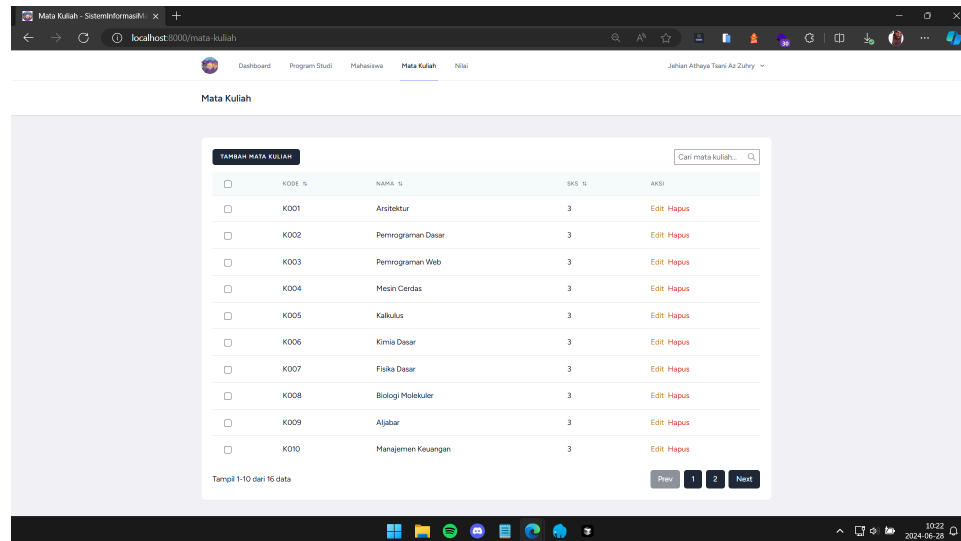 Mata Kuliah - SistemInformasiMa
localhost:8000/mata-kuliah
30
Dashboard Program Studi Mahasiswa Mata Kuliah Nilai Jehian Athaya Tsani Az Zuhry
Mata Kuliah
TAMBAH MATA KULIAH Cari mata kuliah...
KODE NAMA SKS AKSI
K001 Arsitektur 3 Edit Hapus
K002 Pemrograman Dasar 3 Edit Hapus
K003 Pemrograman Web 3 Edit Hapus
K004 Mesin Cerdas 3 Edit Hapus
K005 Kalkulus 3 Edit Hapus
K006 Kimia Dasar 3 Edit Hapus
K007 Fisika Dasar 3 Edit Hapus
K008 Biologi Molekuler 3 Edit Hapus
K009 Aljabar 3 Edit Hapus
K010 Manajemen Keuangan 3 Edit Hapus
Tampil 1-10 dari 16 data Prev 1 2 Next
10:22
2024-06-28